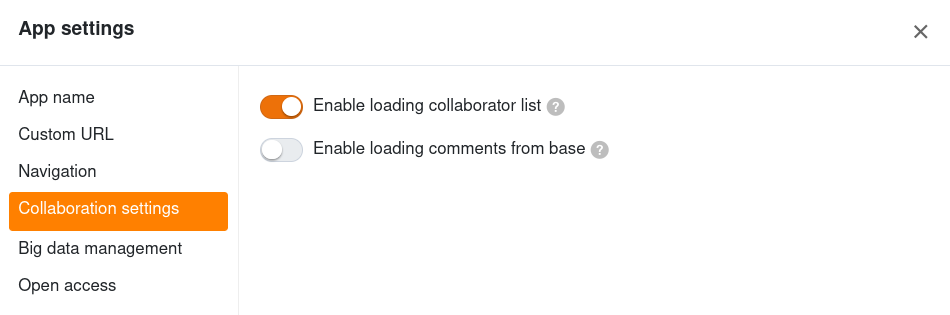 App settings
App name
Custom URL
Navigation
Collaboration settings
Big data management
Open access
Enable loading collaborator list ?
Enable loading comments from base ?